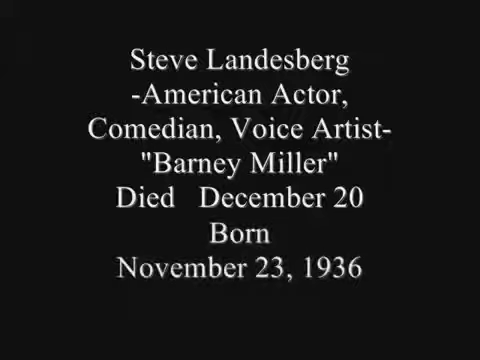 Steve Landesberg
-American Actor,
Comedian, Voice Artist-
"Barney Miller"
Died   December 20
Born
November 23, 1936